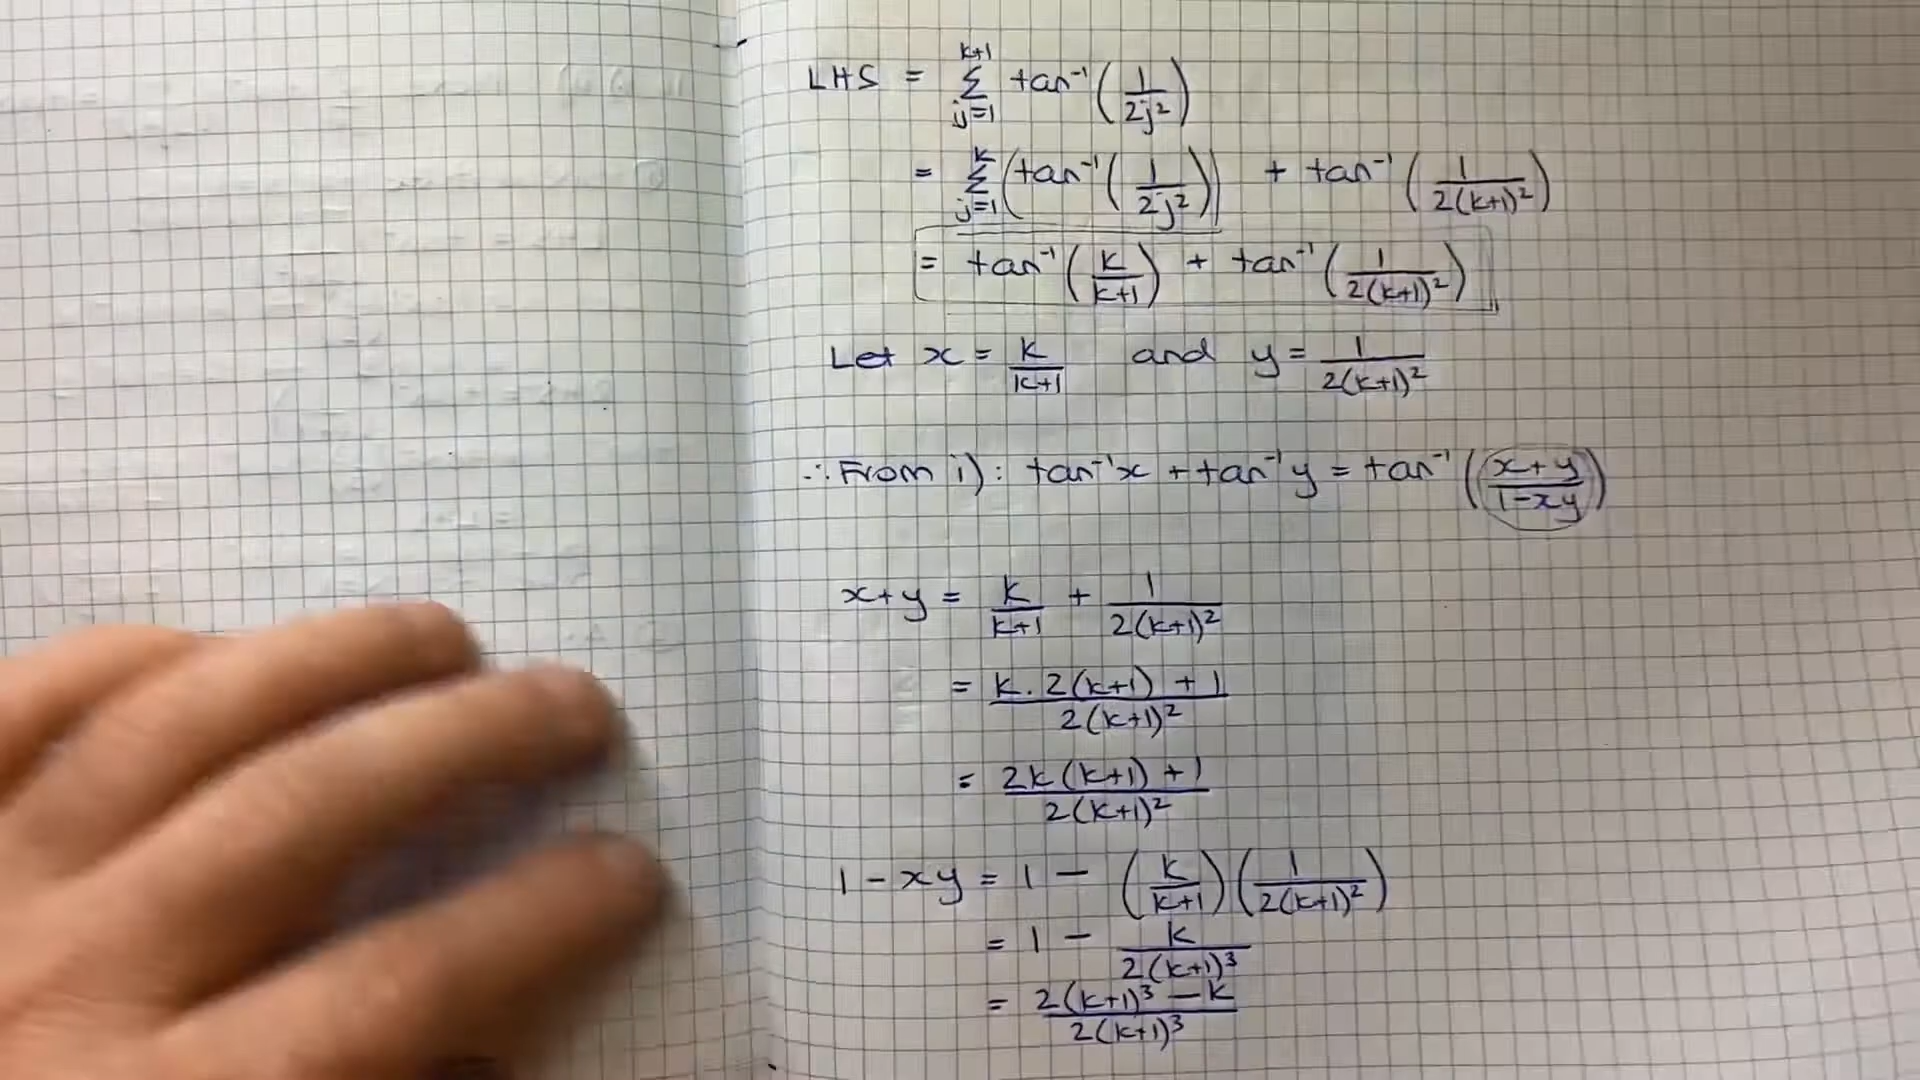 LHS = k+1 Σ j=1 tan⁻¹ (1/2j²)
= k Σ j=1 (tan⁻¹ (1/2j²)) + tan⁻¹ (1/2(k+1)²)
= tan⁻¹ (k/k+1) + tan⁻¹ (1/2(k+1)²)
Let x = k/k+1 and y = 1/2(k+1)²
∴ From i): tan⁻¹x + tan⁻¹y = tan⁻¹ (x+y/1-xy)
x+y = k/k+1 + 1/2(k+1)²
= k.2(k+1) + 1/2(k+1)²
= 2k(k+1) + 1/2(k+1)²
1 - xy = 1 - (k/k+1)(1/2(k+1)²)
= 1 - k/2(k+1)³
= 2(k+1)³ - k/2(k+1)³